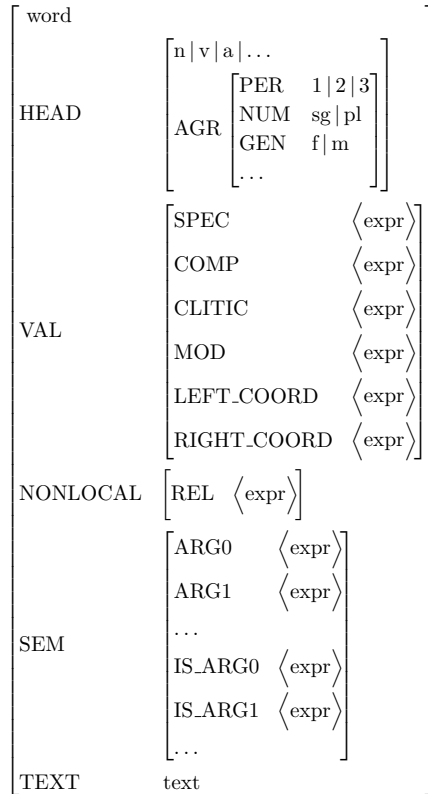 word
n | v | a | . . .
PER 1 | 2 | 3
HEAD
NUM sg | pl
AGR
GEN f | m
. . .
SPEC ⟨expr⟩
COMP ⟨expr⟩
CLITIC ⟨expr⟩
VAL
MOD ⟨expr⟩
LEFT_COORD ⟨expr⟩
RIGHT_COORD ⟨expr⟩
NONLOCAL [REL ⟨expr⟩]
ARG0 ⟨expr⟩
ARG1 ⟨expr⟩
. . .
SEM
IS_ARG0 ⟨expr⟩
IS_ARG1 ⟨expr⟩
. . .
TEXT text